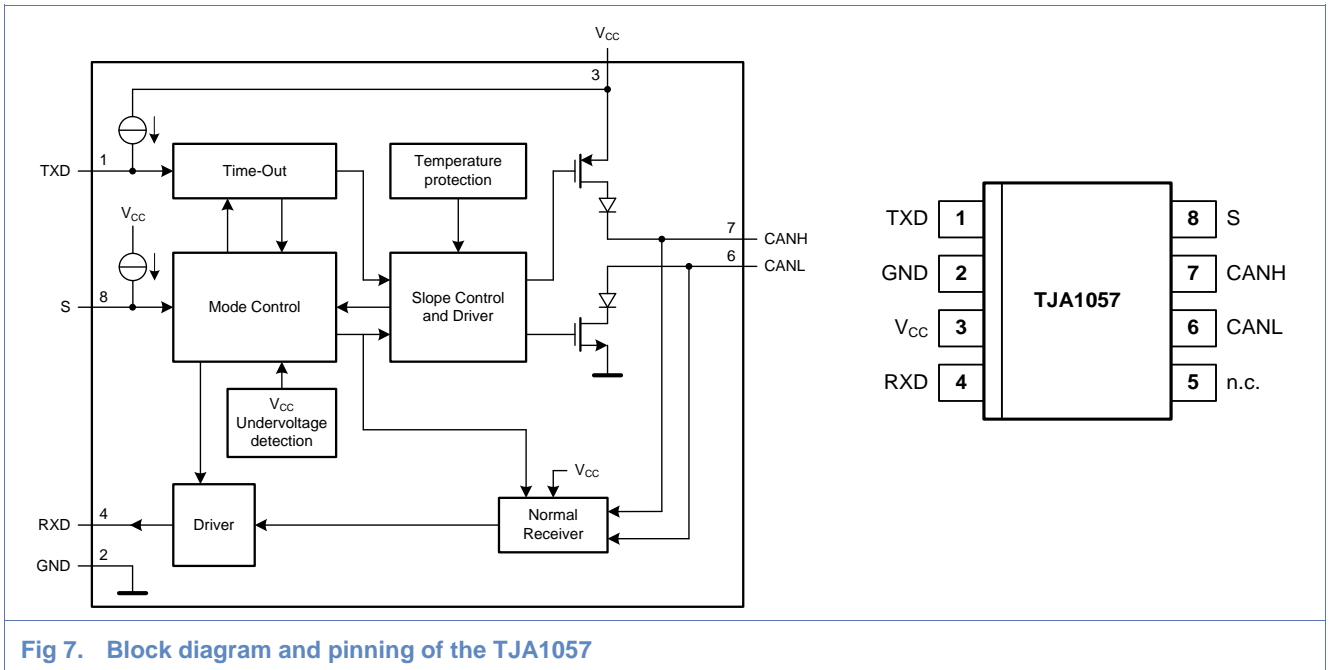 VCC
3
TXD
1
Time-Out
Temperature
protection
VCC
7
CANH
6
CANL
S
8
Mode Control
Slope Control
and Driver
VCC
Undervoltage
detection
VCC
RXD
4
Driver
Normal
Receiver
GND
2
TXD 1
GND 2
VCC 3
RXD 4
TJA1057
8 S
7 CANH
6 CANL
5 n.c.
Fig 7. Block diagram and pinning of the TJA1057